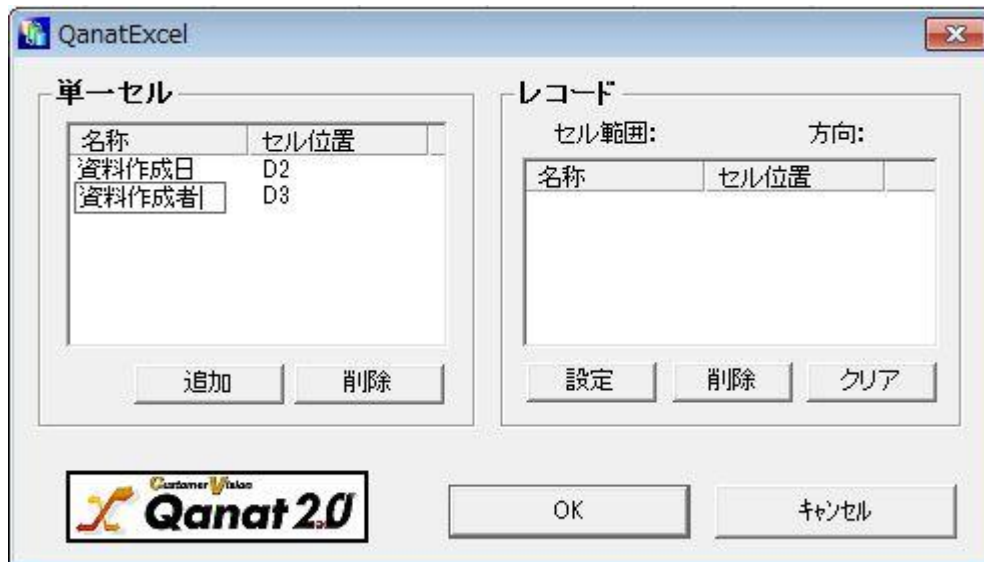 QanatExcel
単一セル
名称 セル位置
資料作成日 D2
資料作成者 D3
追加 削除
レコード
セル範囲: 方向:
名称 セル位置
設定 削除 クリア
Customer Vision
Qanat 2.0
OK キャンセル